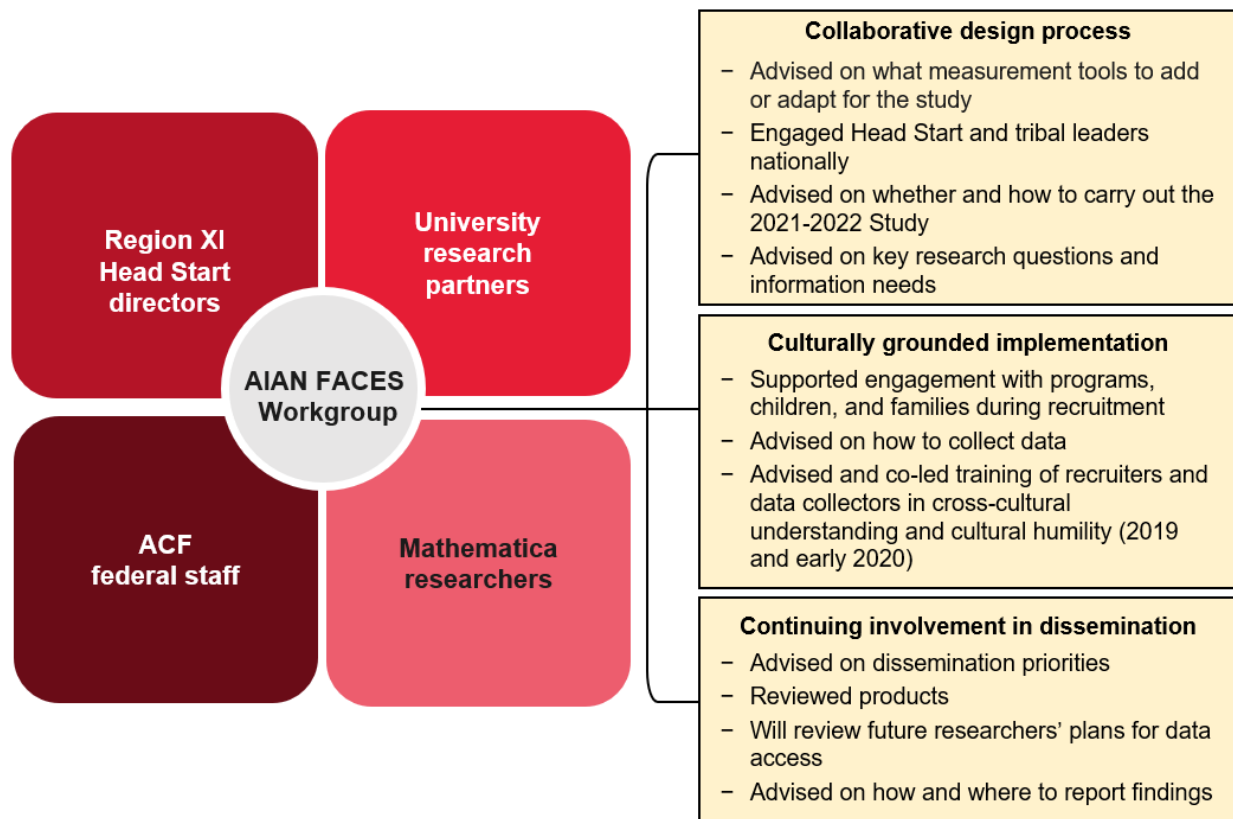 Region XI
Head Start
directors
University
research
partners
AIAN FACES
Workgroup
ACF
federal staff
Mathematica
researchers
Collaborative design process
− Advised on what measurement tools to add
or adapt for the study
− Engaged Head Start and tribal leaders
nationally
− Advised on whether and how to carry out the
2021-2022 Study
− Advised on key research questions and
information needs
Culturally grounded implementation
− Supported engagement with programs,
children, and families during recruitment
− Advised on how to collect data
− Advised and co-led training of recruiters and
data collectors in cross-cultural
understanding and cultural humility (2019
and early 2020)
Continuing involvement in dissemination
− Advised on dissemination priorities
− Reviewed products
− Will review future researchers’ plans for data
access
− Advised on how and where to report findings